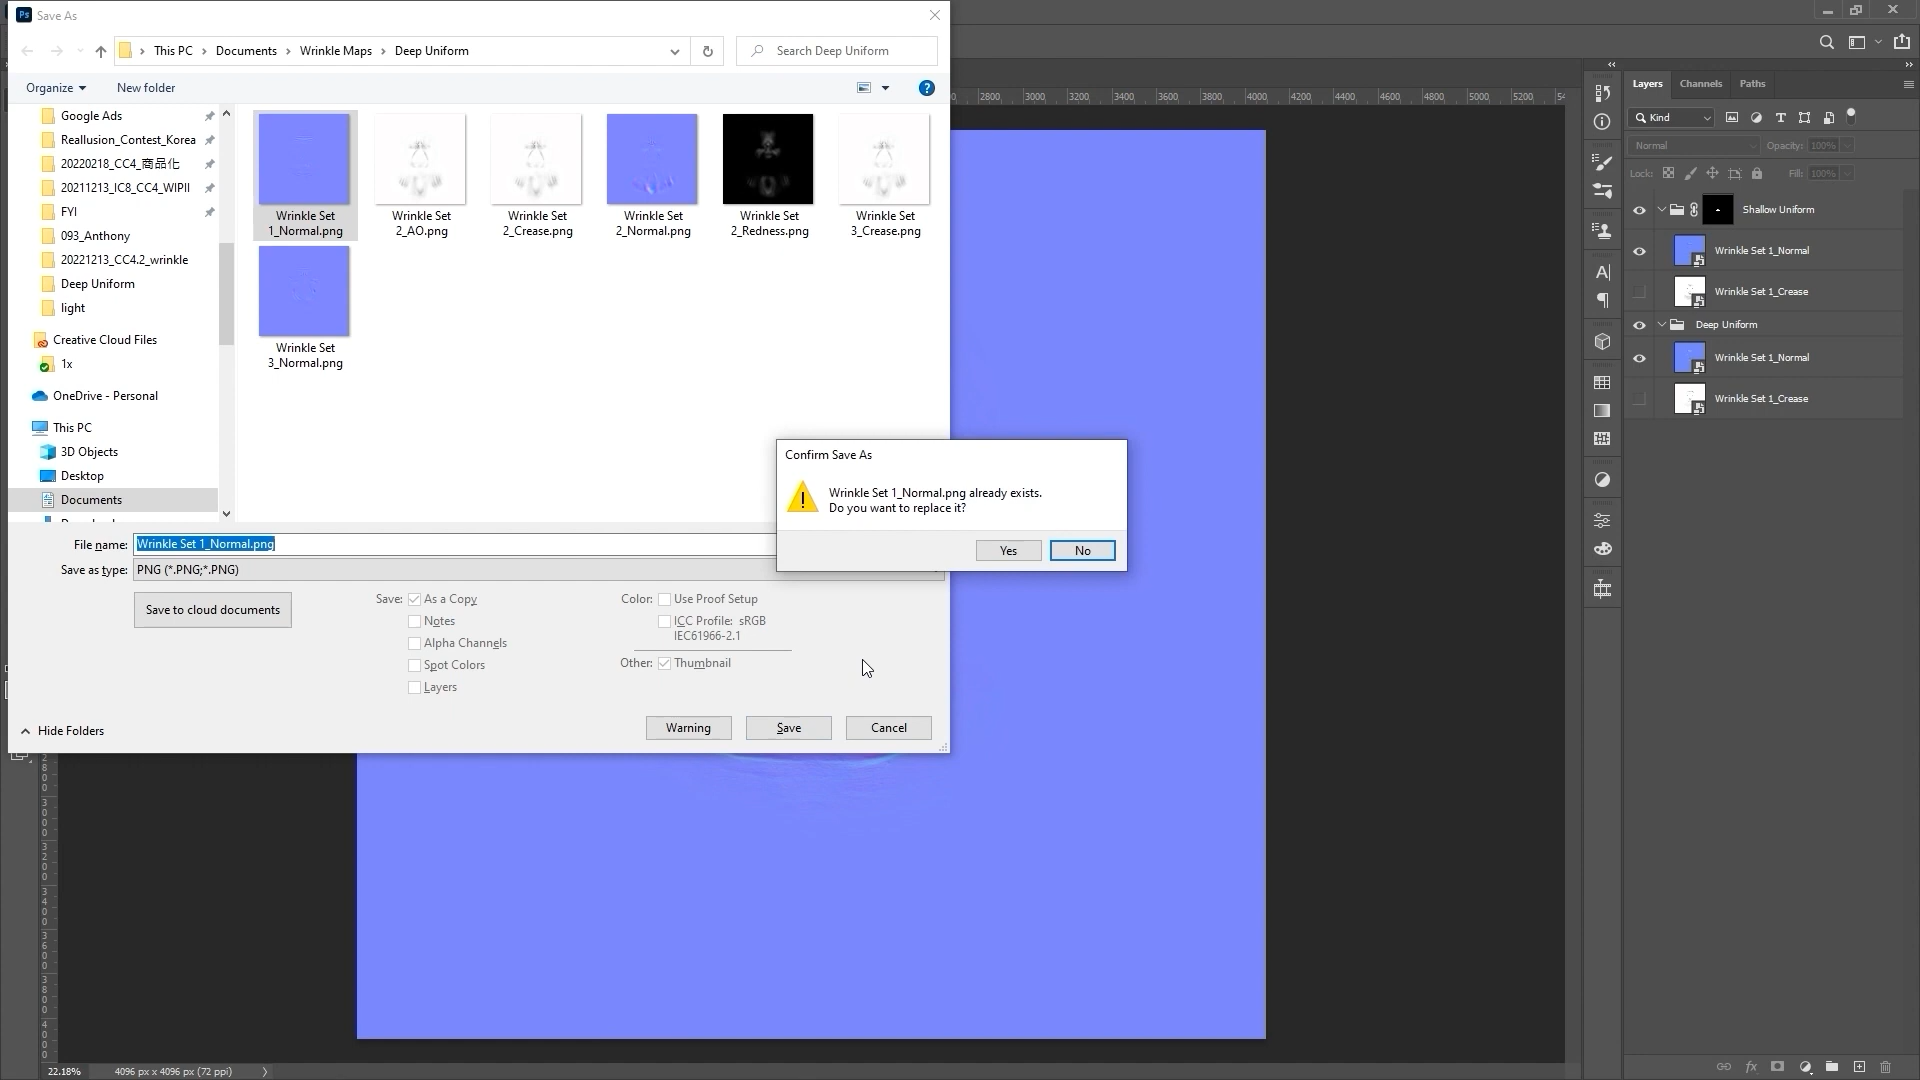 Save As
This PC > Documents > Wrinkle Maps > Deep Uniform
Search Deep Uniform
Organize
New folder
Google Ads
Reallusion_Contest_Korea
20220218_CC4_商品化
20211213_IC8_CC4_WIPII
FYI
093_Anthony
20221213_CC4.2_wrinkle
Deep Uniform
light
Creative Cloud Files
1x
OneDrive - Personal
This PC
3D Objects
Desktop
Documents
Wrinkle Set
1_Normal.png
Wrinkle Set
2_AO.png
Wrinkle Set
2_Crease.png
Wrinkle Set
2_Normal.png
Wrinkle Set
2_Redness.png
Wrinkle Set
3_Crease.png
Wrinkle Set
3_Normal.png
Confirm Save As
Wrinkle Set 1_Normal.png already exists.
Do you want to replace it?
Yes
No
File name: Wrinkle Set 1_Normal.png
Save as type: PNG (*.PNG;*.PNG)
Save to cloud documents
Save: As a Copy
Notes
Alpha Channels
Spot Colors
Layers
Color: Use Proof Setup
ICC Profile: sRGB
IEC61966-2.1
Other: Thumbnail
Hide Folders
Warning
Save
Cancel
2800 3000 3200 3400 3600 3800 4000 4200 4400 4600 4800 5000 5200
Layers
Channels
Paths
Kind
Normal
Opacity: 100%
Lock:
Fill: 100%
Shallow Uniform
Wrinkle Set 1_Normal
Wrinkle Set 1_Crease
Deep Uniform
Wrinkle Set 1_Normal
Wrinkle Set 1_Crease
2800
3000
3200
3400
3600
3800
4000
22.18%
4096 px x 4096 px (72 ppi)
fx